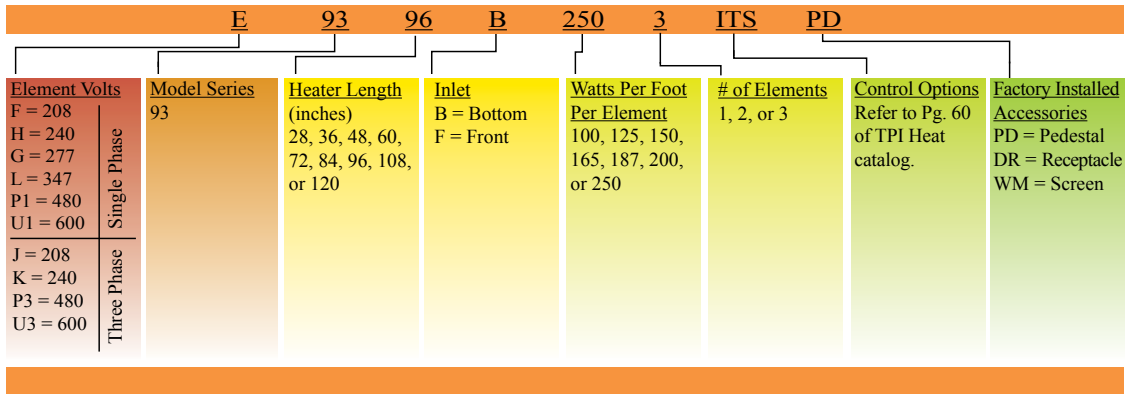 E 93 96 B 250 3 ITS PD
Element Volts
F = 208
H = 240
G = 277
L = 347
P1 = 480
U1 = 600
Single Phase
J = 208
K = 240
P3 = 480
U3 = 600
Three Phase
Model Series
93
Heater Length
(inches)
28, 36, 48, 60,
72, 84, 96, 108,
or 120
Inlet
B = Bottom
F = Front
Watts Per Foot
Per Element
100, 125, 150,
165, 187, 200,
or 250
# of Elements
1, 2, or 3
Control Options
Refer to Pg. 60
of TPI Heat
catalog.
Factory Installed
Accessories
PD = Pedestal
DR = Receptacle
WM = Screen